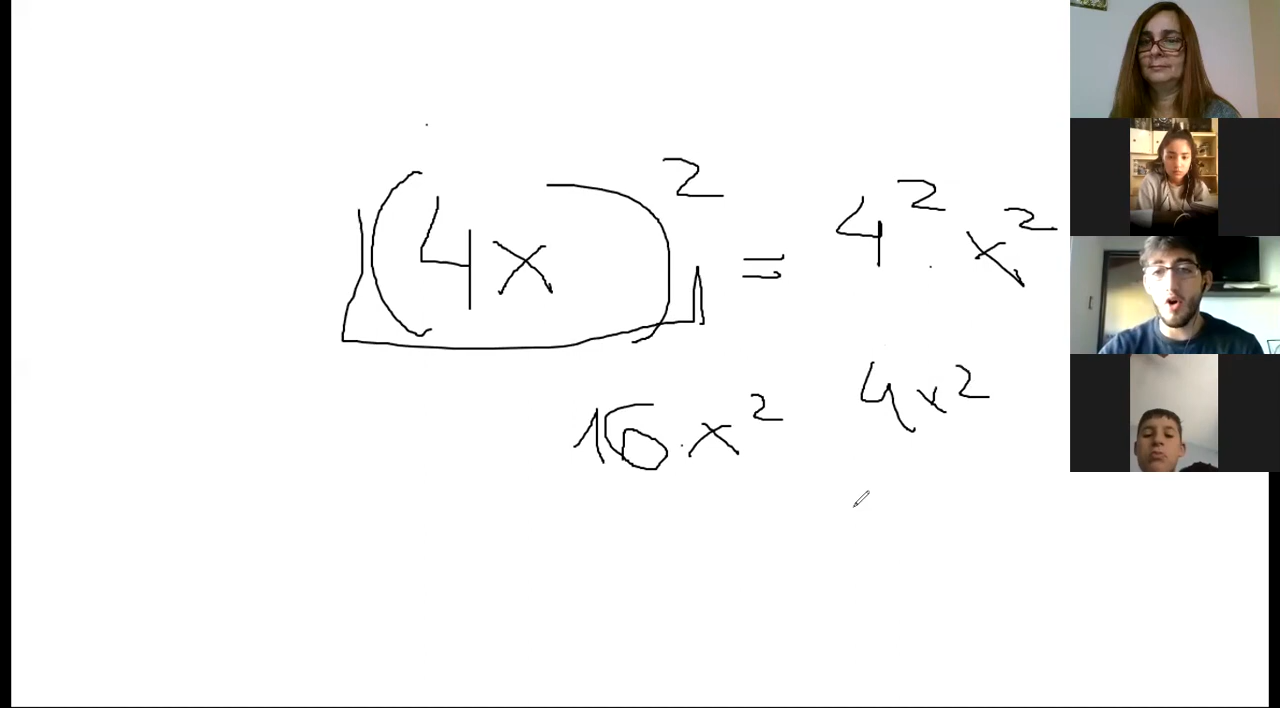 (4x)² = 4² · x²
4x²
16 · x²